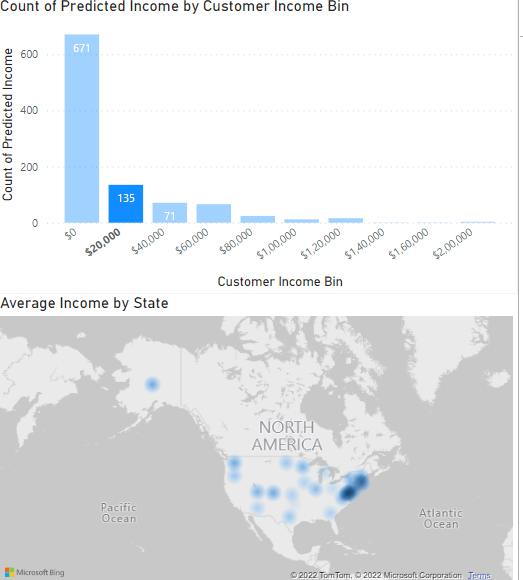 Count of Predicted Income by Customer Income Bin
Count of Predicted Income
600
400
200
0
671
135
71
$0
$20,000
$40,000
$60,000
$80,000
$1,00,000
$1,20,000
$1,40,000
$1,60,000
$2,00,000
Customer Income Bin
Average Income by State
NORTH
AMERICA
Pacific
Ocean
Atlantic
Ocean
Microsoft Bing
© 2022 TomTom, © 2022 Microsoft Corporation Terms